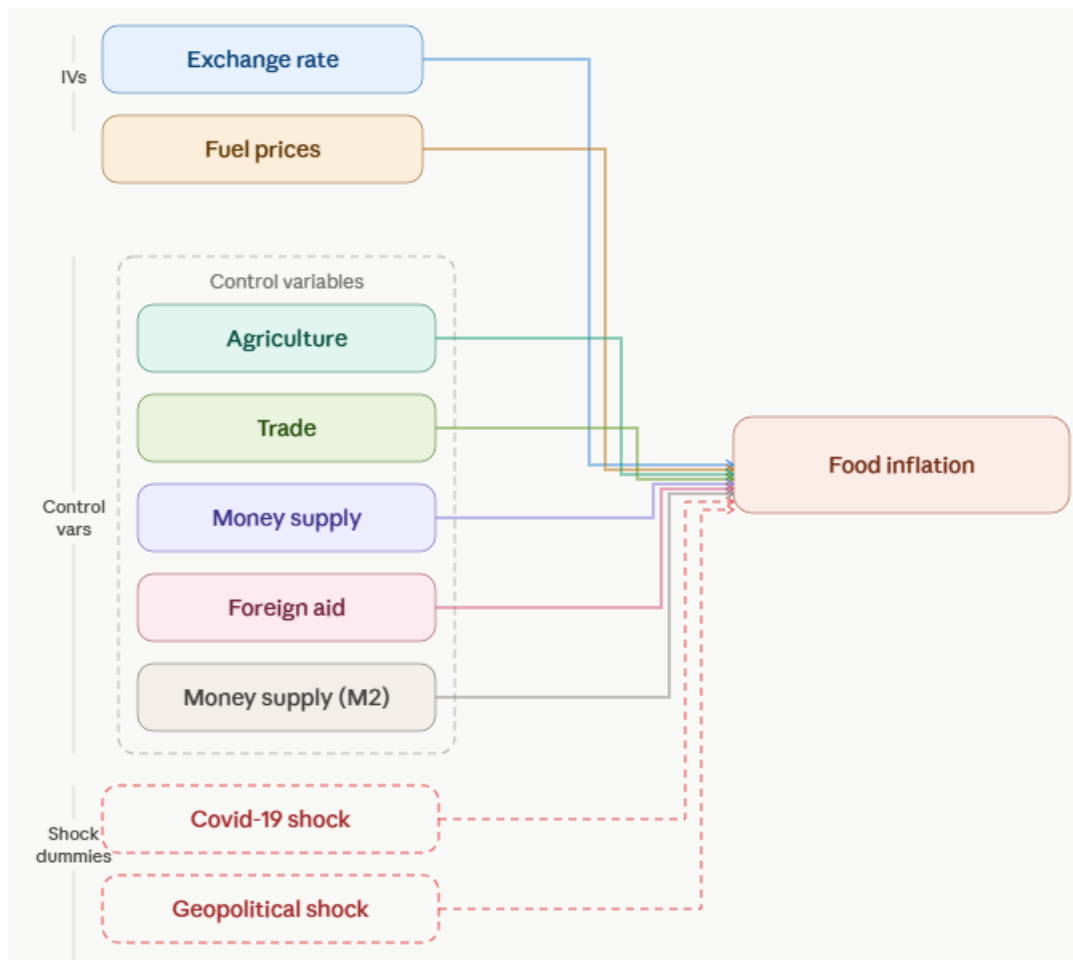 IVs
Exchange rate
Fuel prices
Control variables
Agriculture
Trade
Control
vars
Money supply
Foreign aid
Money supply (M2)
Food inflation
Shock
dummies
Covid-19 shock
Geopolitical shock